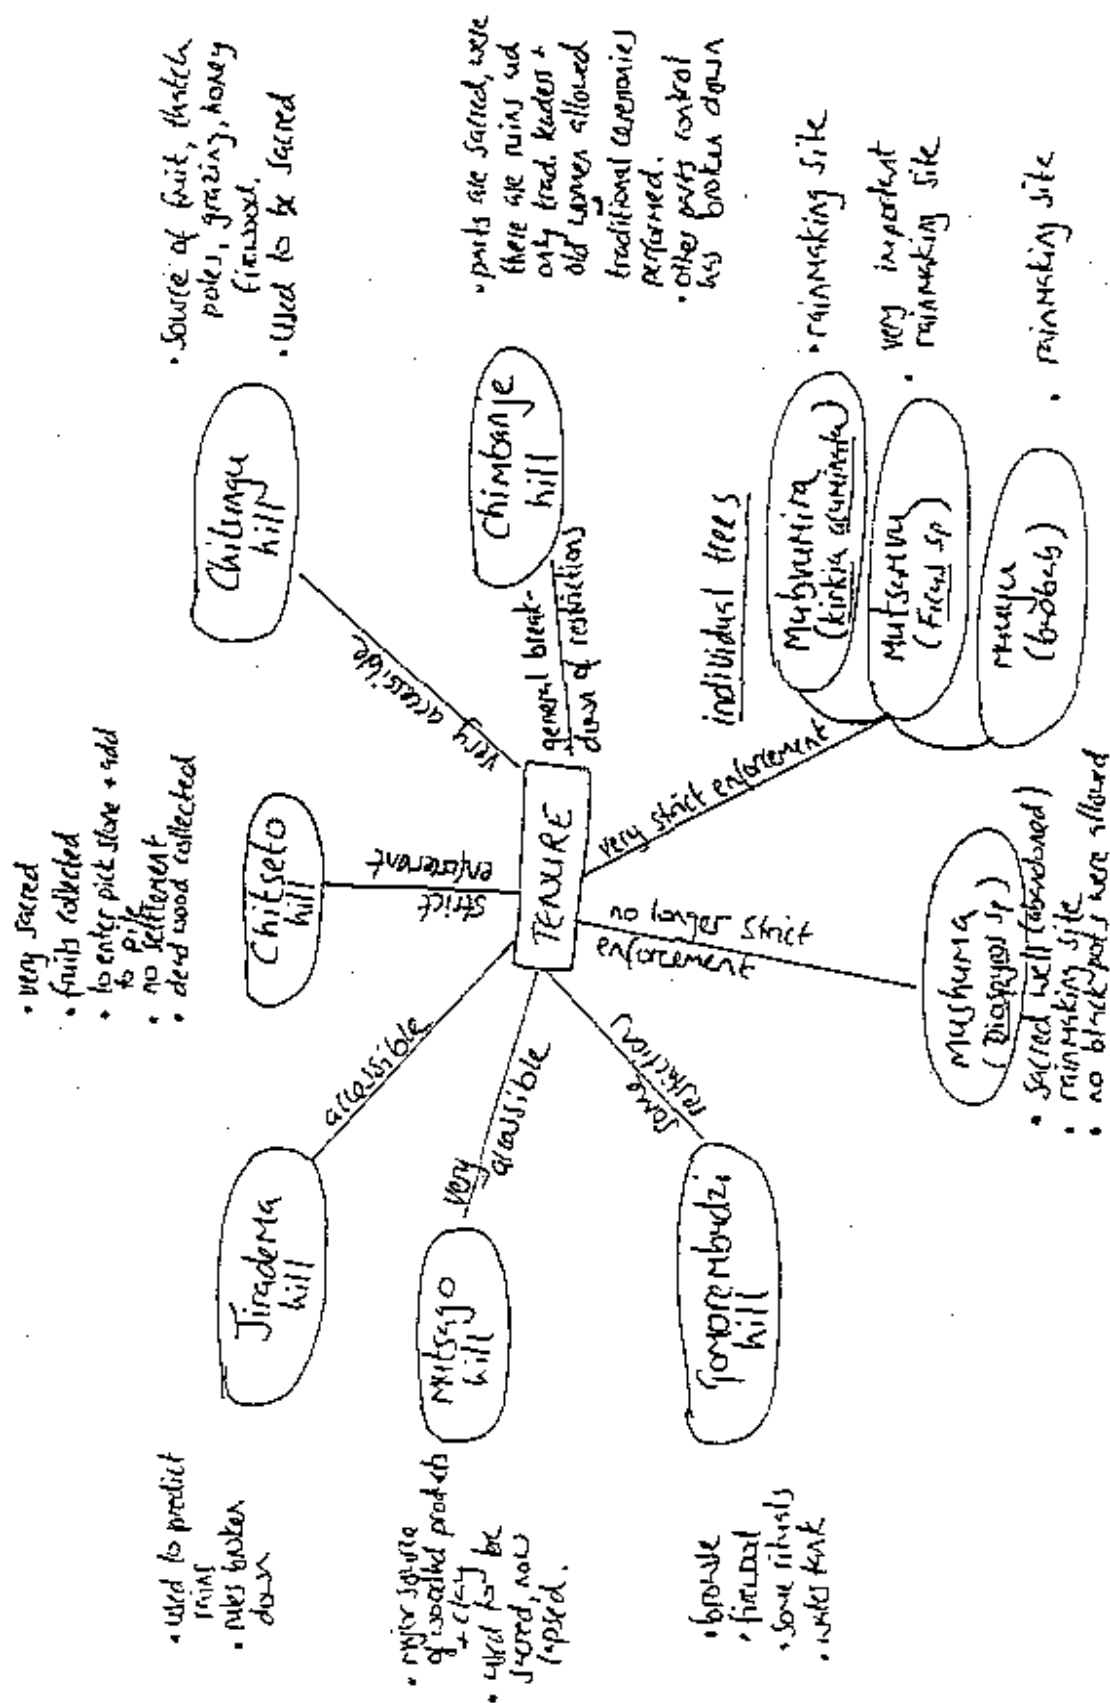 • used to predict
rains
• rules broken
down
Jiradema
hill
accessible
• very sacred
• fruits collected
• to enter pick stone + add
to pile
• no settlement
• dead wood collected
Chitseto
hill
strict
enforcement
• Source of fruit, thatch
poles, grazing, honey
firewood.
• Used to be sacred
hill
very accessible
• major source
of woodland products
+ clay
• used to be
sacred, now
lapsed.
Mutsago
hill
very
accessible
TENURE
general break-
down of restrictions
Chimbanje
hill
• parts are sacred, were
there are ruins and
only trad. leaders +
old women allowed
traditional ceremonies
performed.
• Other parts control
has broken down
• browse
• firewood
• some rituals
• water tank
Gomorembudzi
hill
some
restrictions
no longer strict
enforcement
Mushuma
(Diospyros sp)
• sacred well (abandoned)
• rainmaking site
• no black pots were allowed
very strict enforcement
individual trees
Mubvumira
(Kirkia acuminata)
• rainmaking site
Mutsamvu
(Ficus sp)
• very important
rainmaking site
Muuyu
(baobab)
• rainmaking site